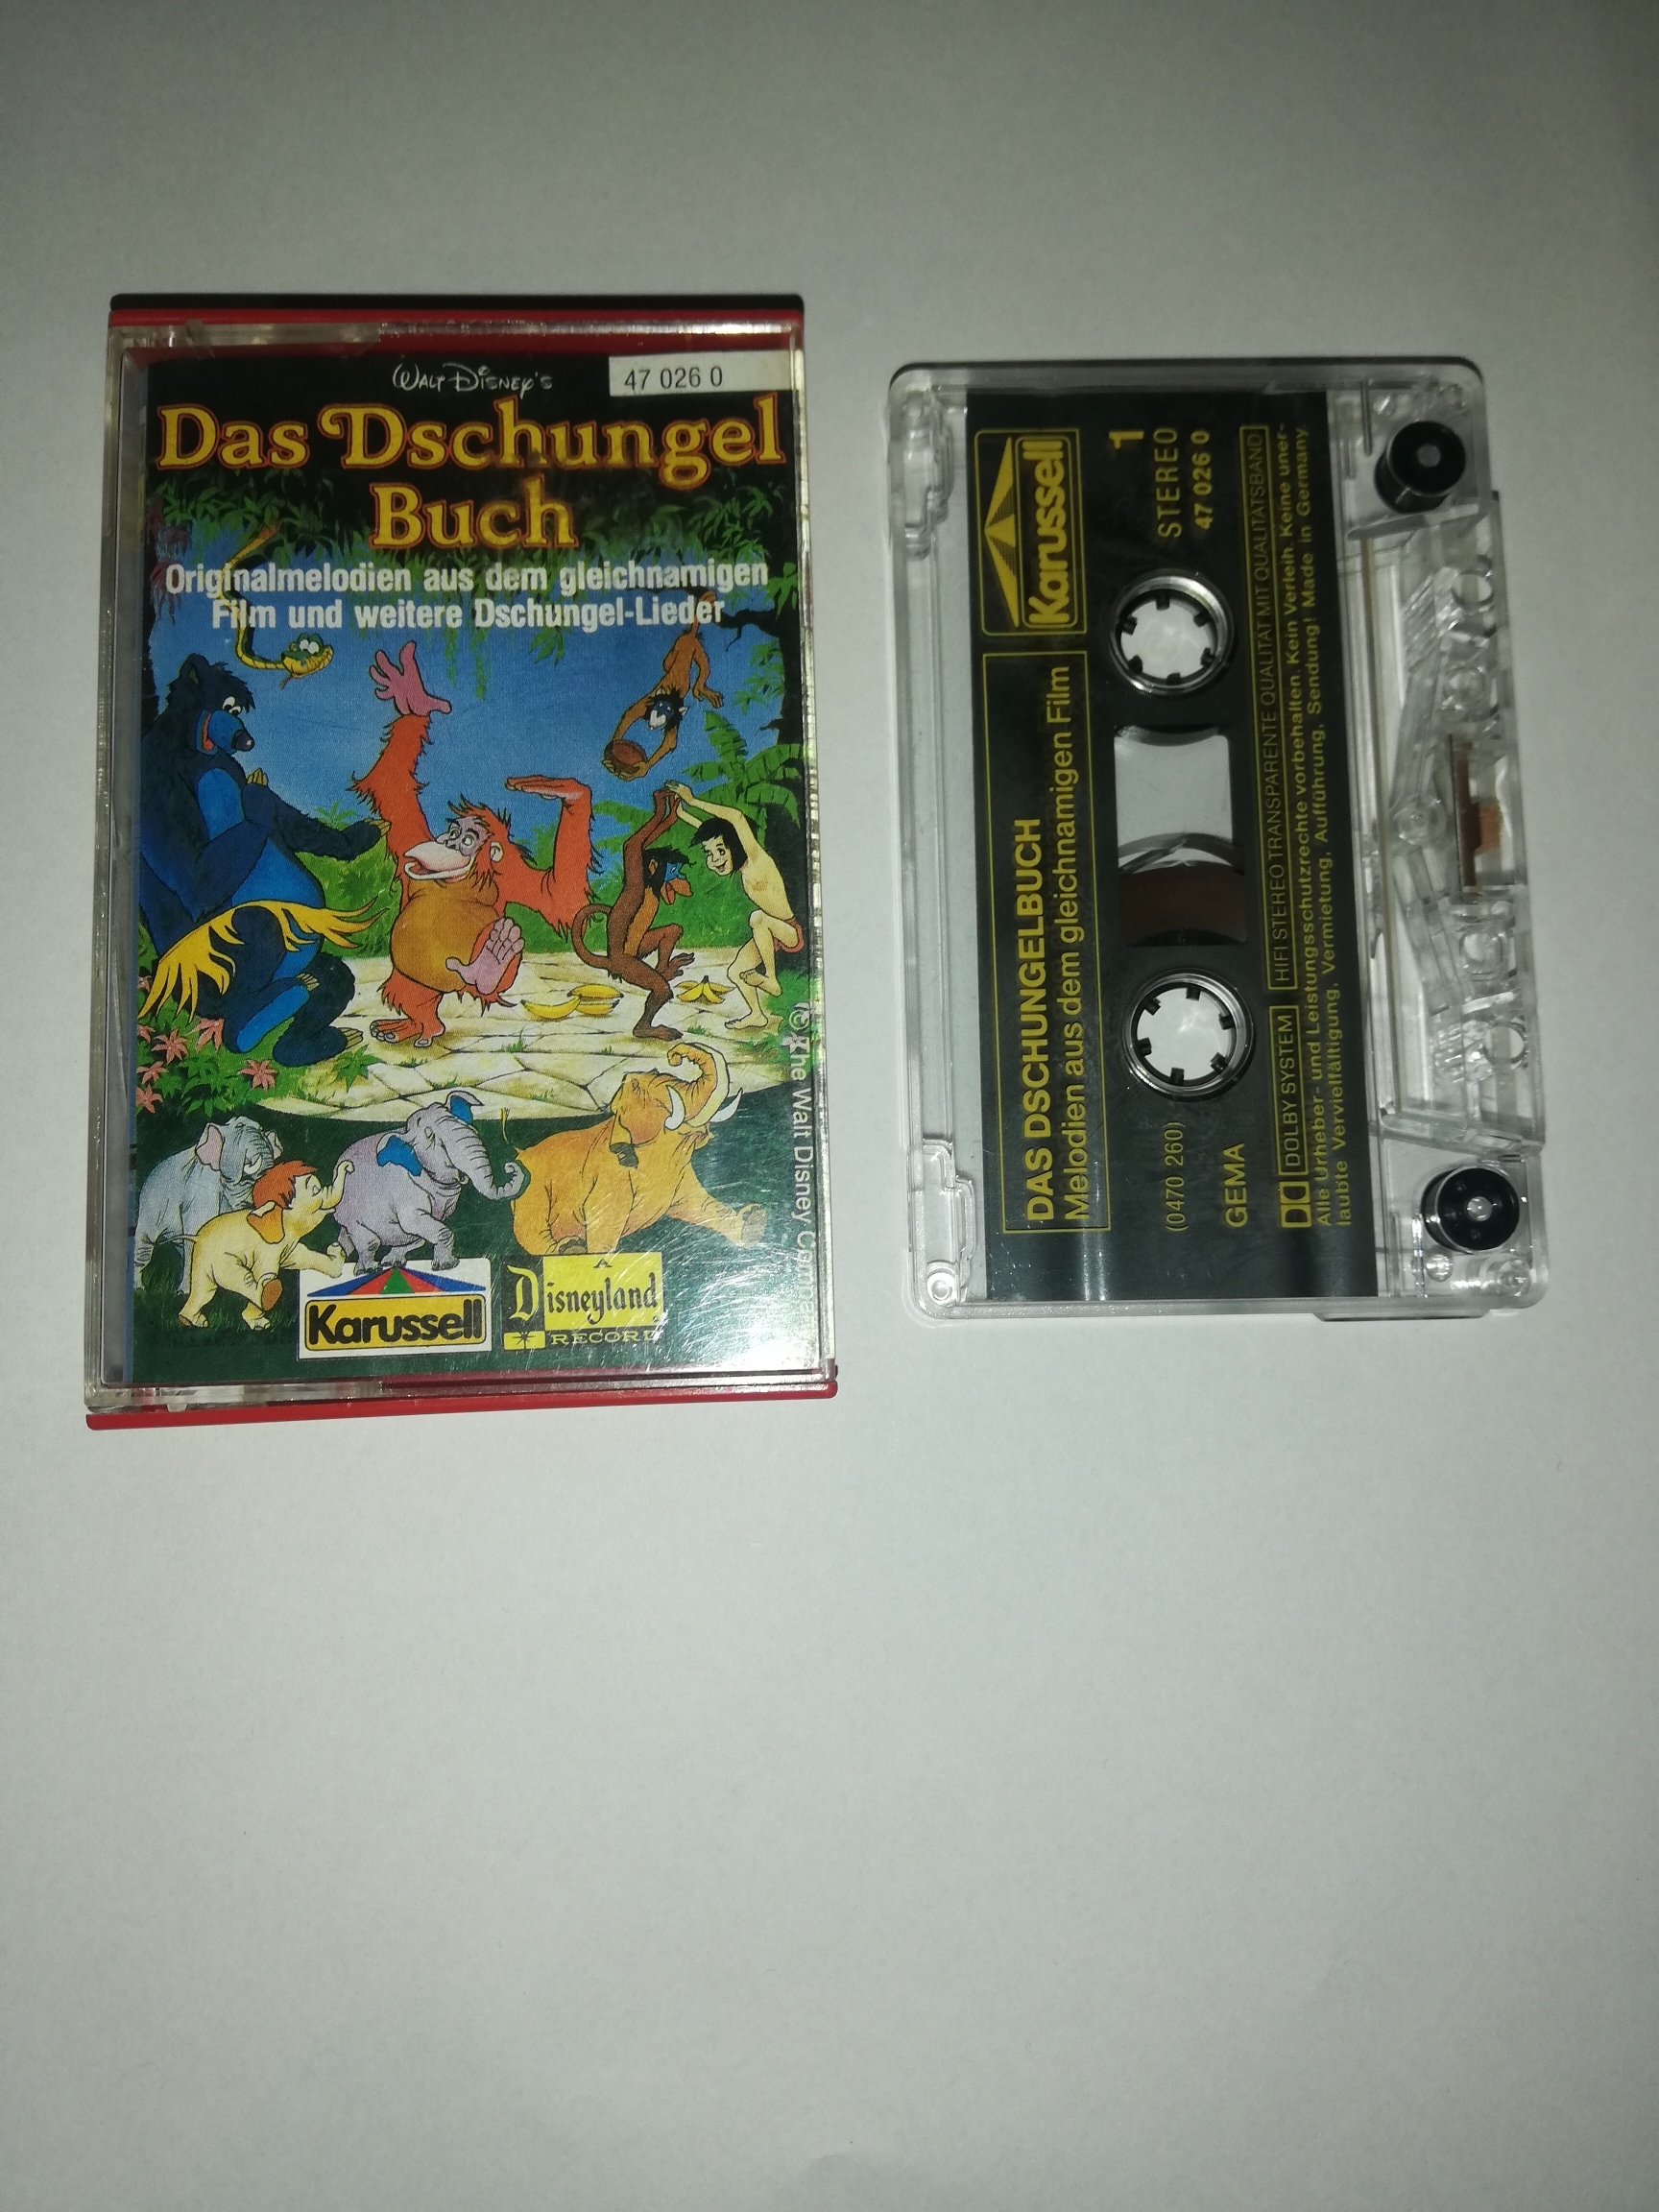 WALT DISNEY'S
47 026 0
Das Dschungel
Buch
Originalmelodien aus dem gleichnamigen
Film und weitere Dschungel-Lieder
© The Walt Disney Company
Karussell
A
Disneyland
RECORD
Karussell
1
STEREO
47 026 0
DAS DSCHUNGELBUCH
Melodien aus dem gleichnamigen Film
(0470 260)
GEMA
DOLBY SYSTEM
HIFI STEREO TRANSPARENTE QUALITÄT MIT QUALITÄTSBAND
Alle Urheber- und Leistungsschutzrechte vorbehalten. Kein Verleih. Keine uner-
laubte Vervielfältigung, Vermietung, Aufführung, Sendung! Made in Germany.